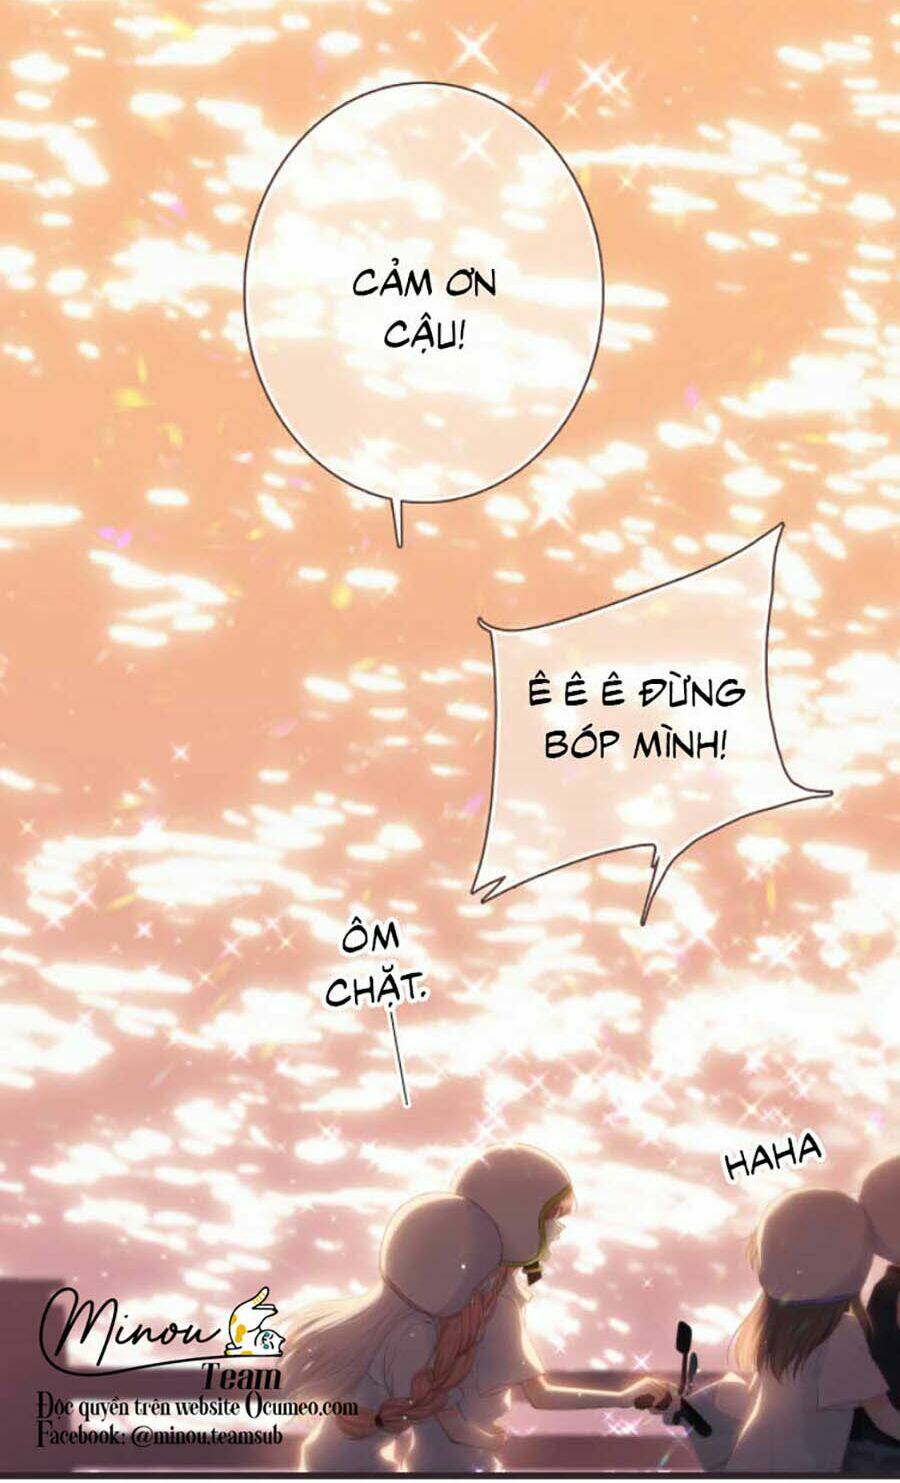 CẢM ƠN
CẬU!
Ê Ê Ê ĐỪNG
BÓP MÌNH!
ÔM
CHẶT.
HAHA
Minou
Team
Độc quyền trên website Ocumeo.com
Facebook: @minou.teamsub